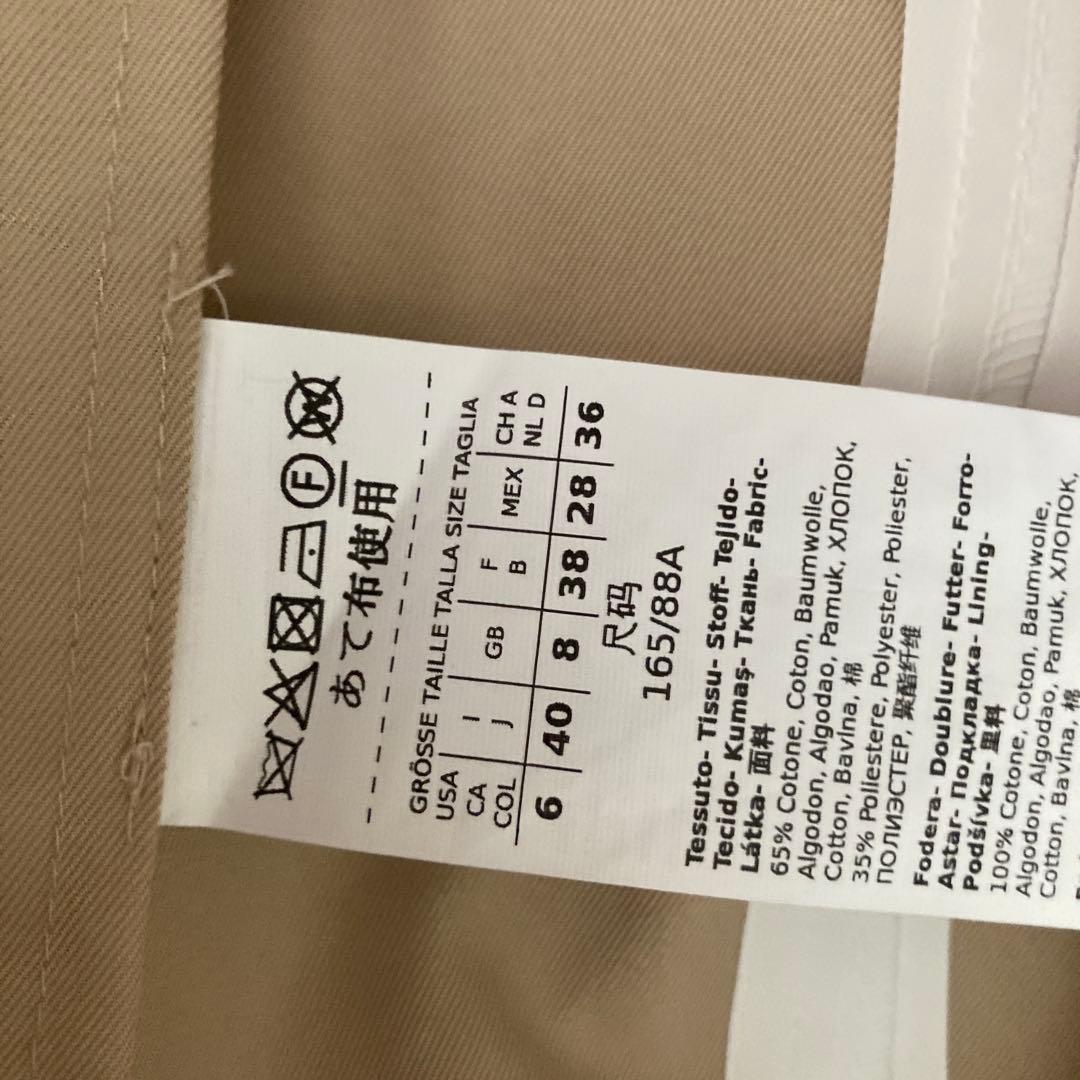 F W
あて布使用
GRÖSSE TAILLE TALLA SIZE TAGLIA
USA I GB F MEX CH A
CA J B NL D
COL
6 40 8 38 28 36
尺码
165/88A
Tessuto- Tissu- Stoff- Tejido-
Tecido- Kumaş- Ткань- Fabric-
Látka- 面料
65% Cotone, Coton, Baumwolle,
Algodon, Algodao, Pamuk, ХЛОПОК,
Cotton, Bavlna, 棉
35% Poliestere, Polyester, Poliester,
ПОЛИЭСТЕР, 聚酯纤维
Fodera- Doublure- Futter- Forro-
Astar- Подкладка- Lining-
Podšívka- 里料
100% Cotone, Coton, Baumwolle,
Algodon, Algodao, Pamuk, ХЛОПОК,
Cotton, Bavlna, 棉